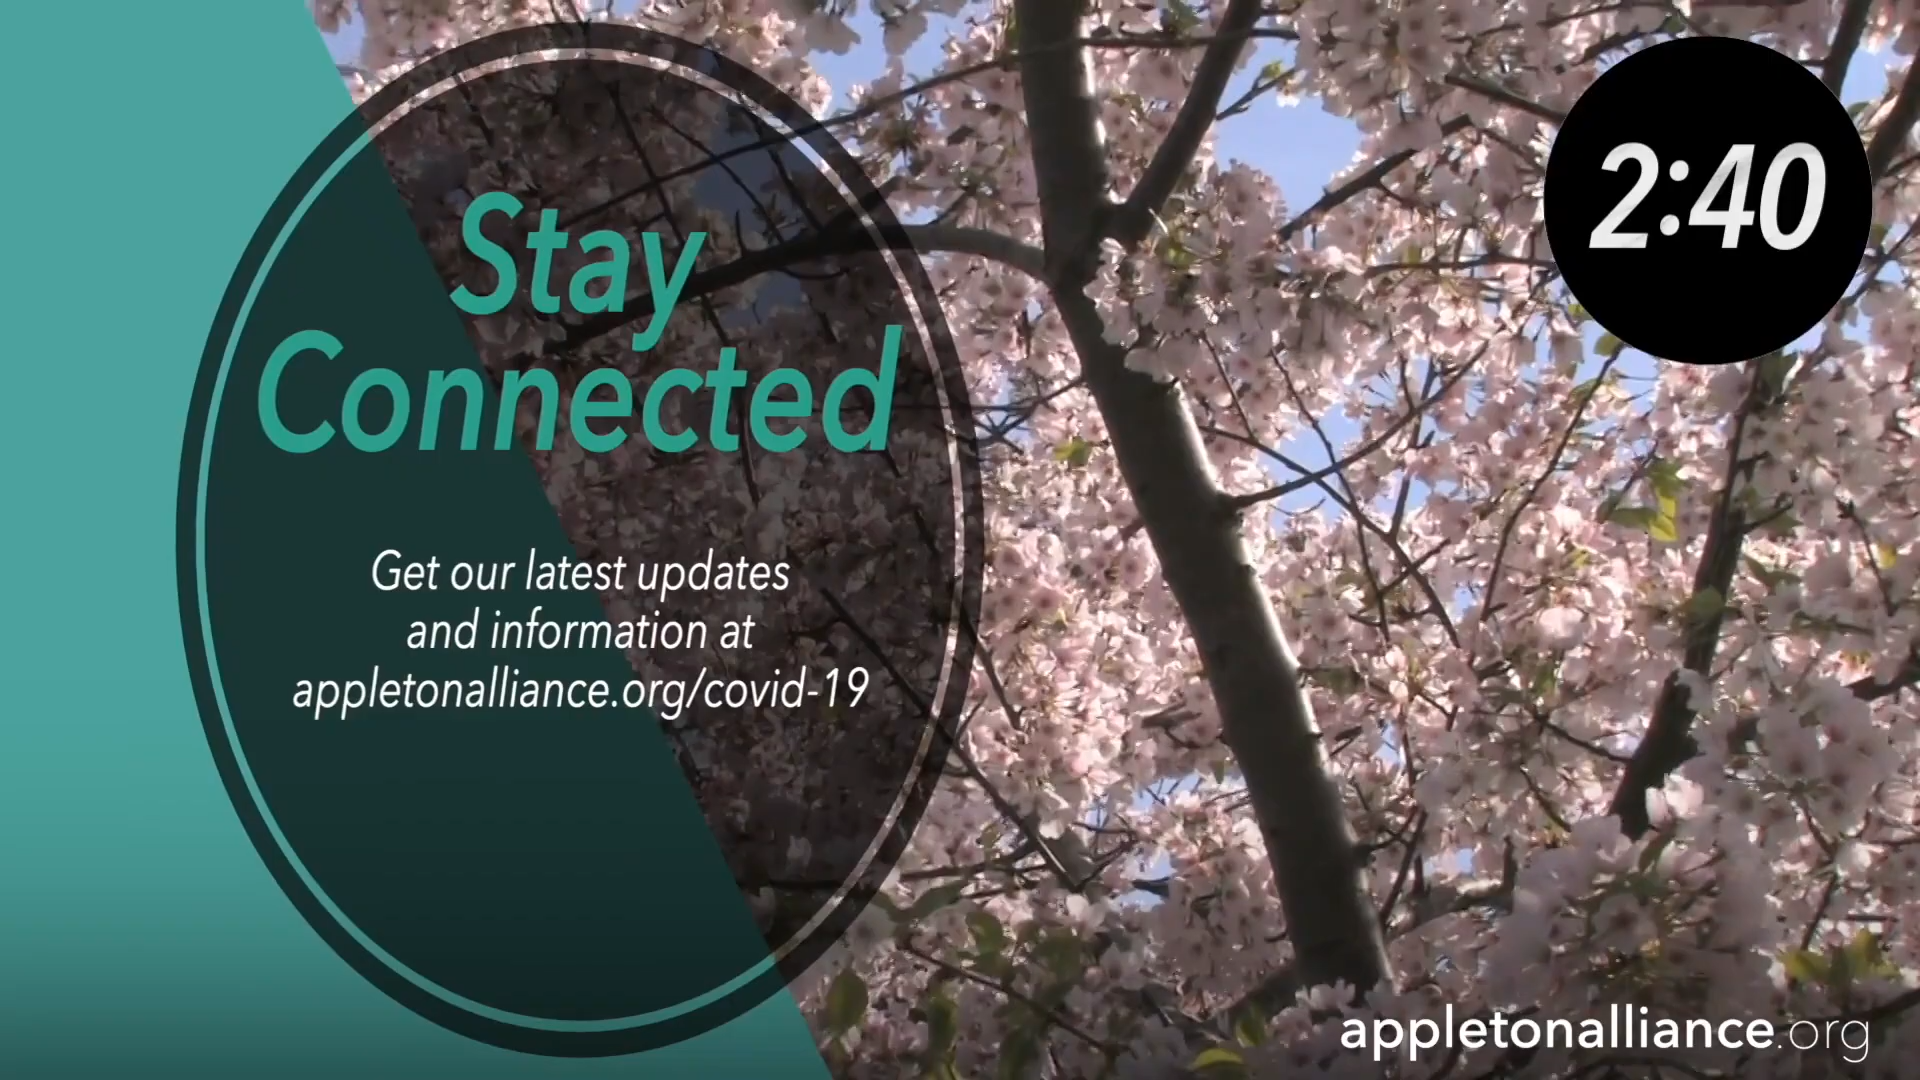 Stay
Connected
Get our latest updates
and information at
appletonalliance.org/covid-19
2:40
appletonalliance.org